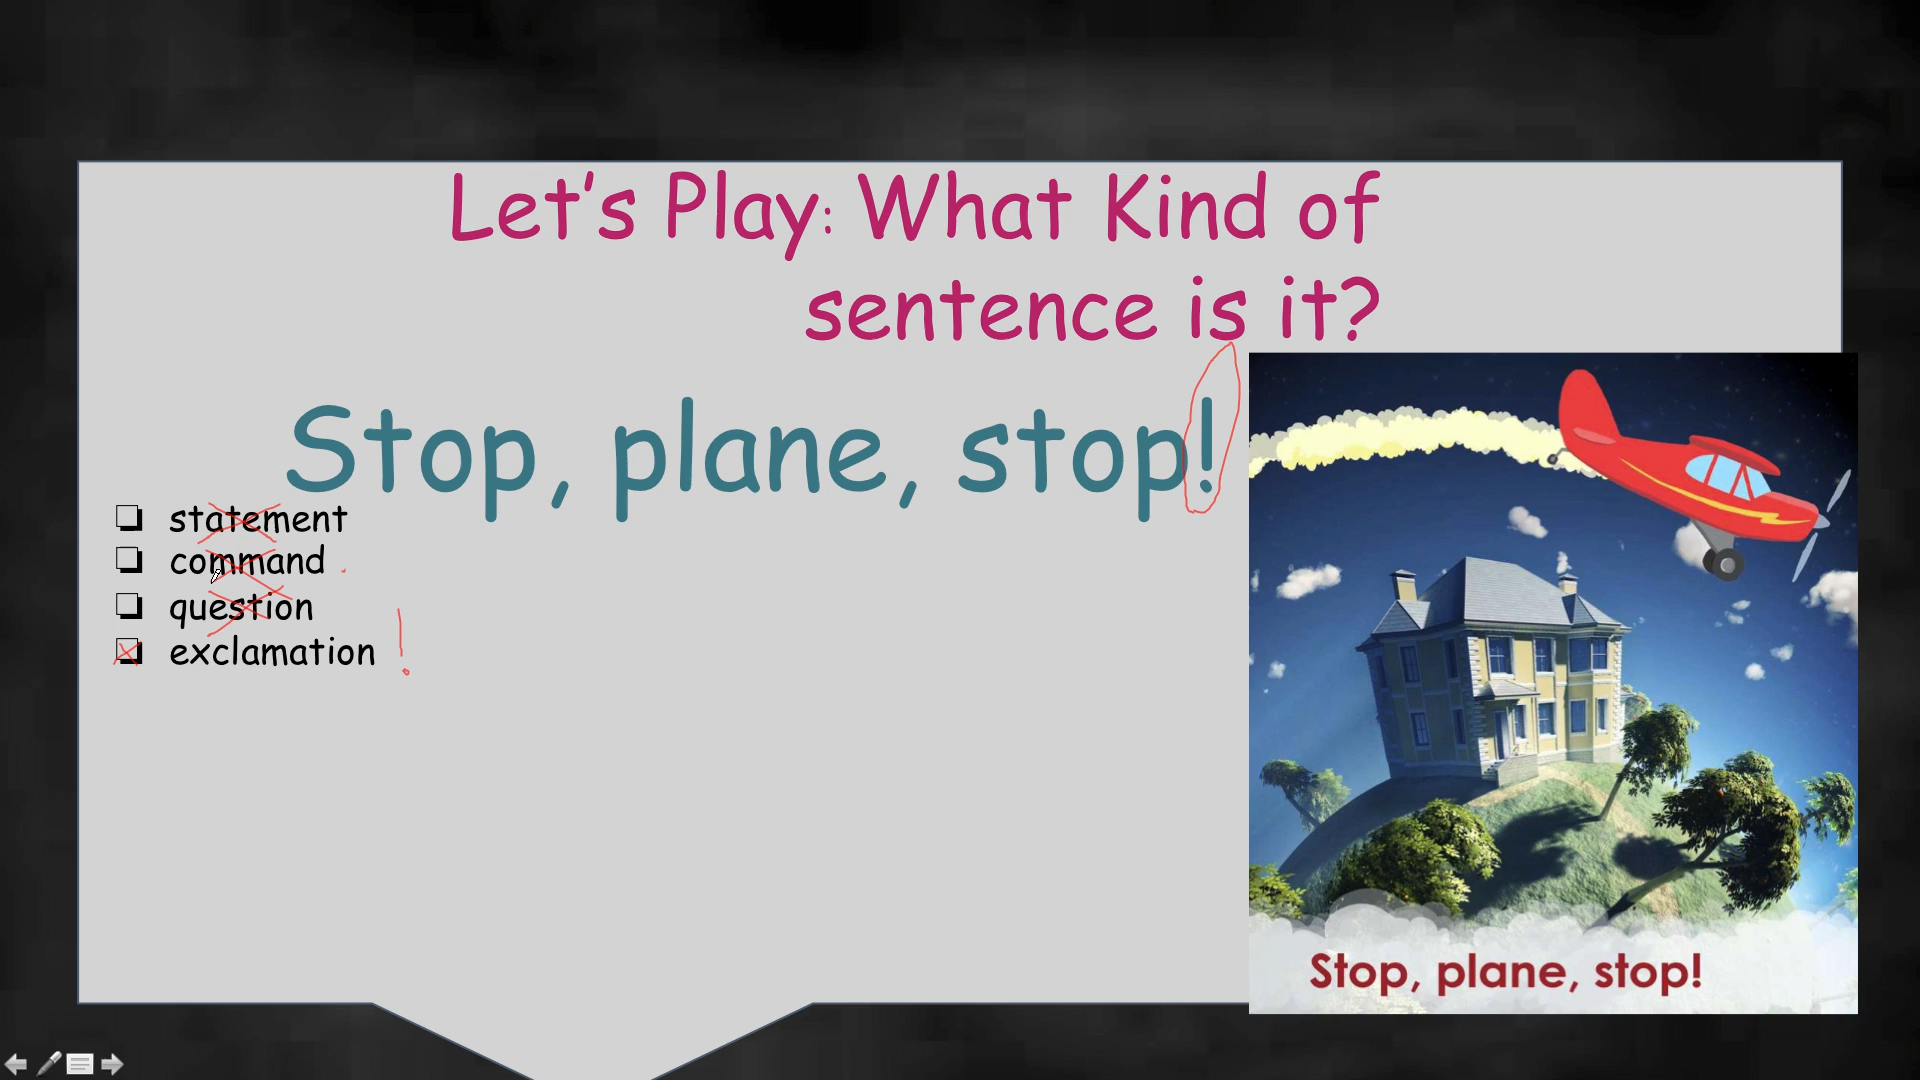 Let's Play: What Kind of
sentence is it?
Stop, plane, stop!
❑ statement
❑ command
❑ question
❑ exclamation !
Stop, plane, stop!